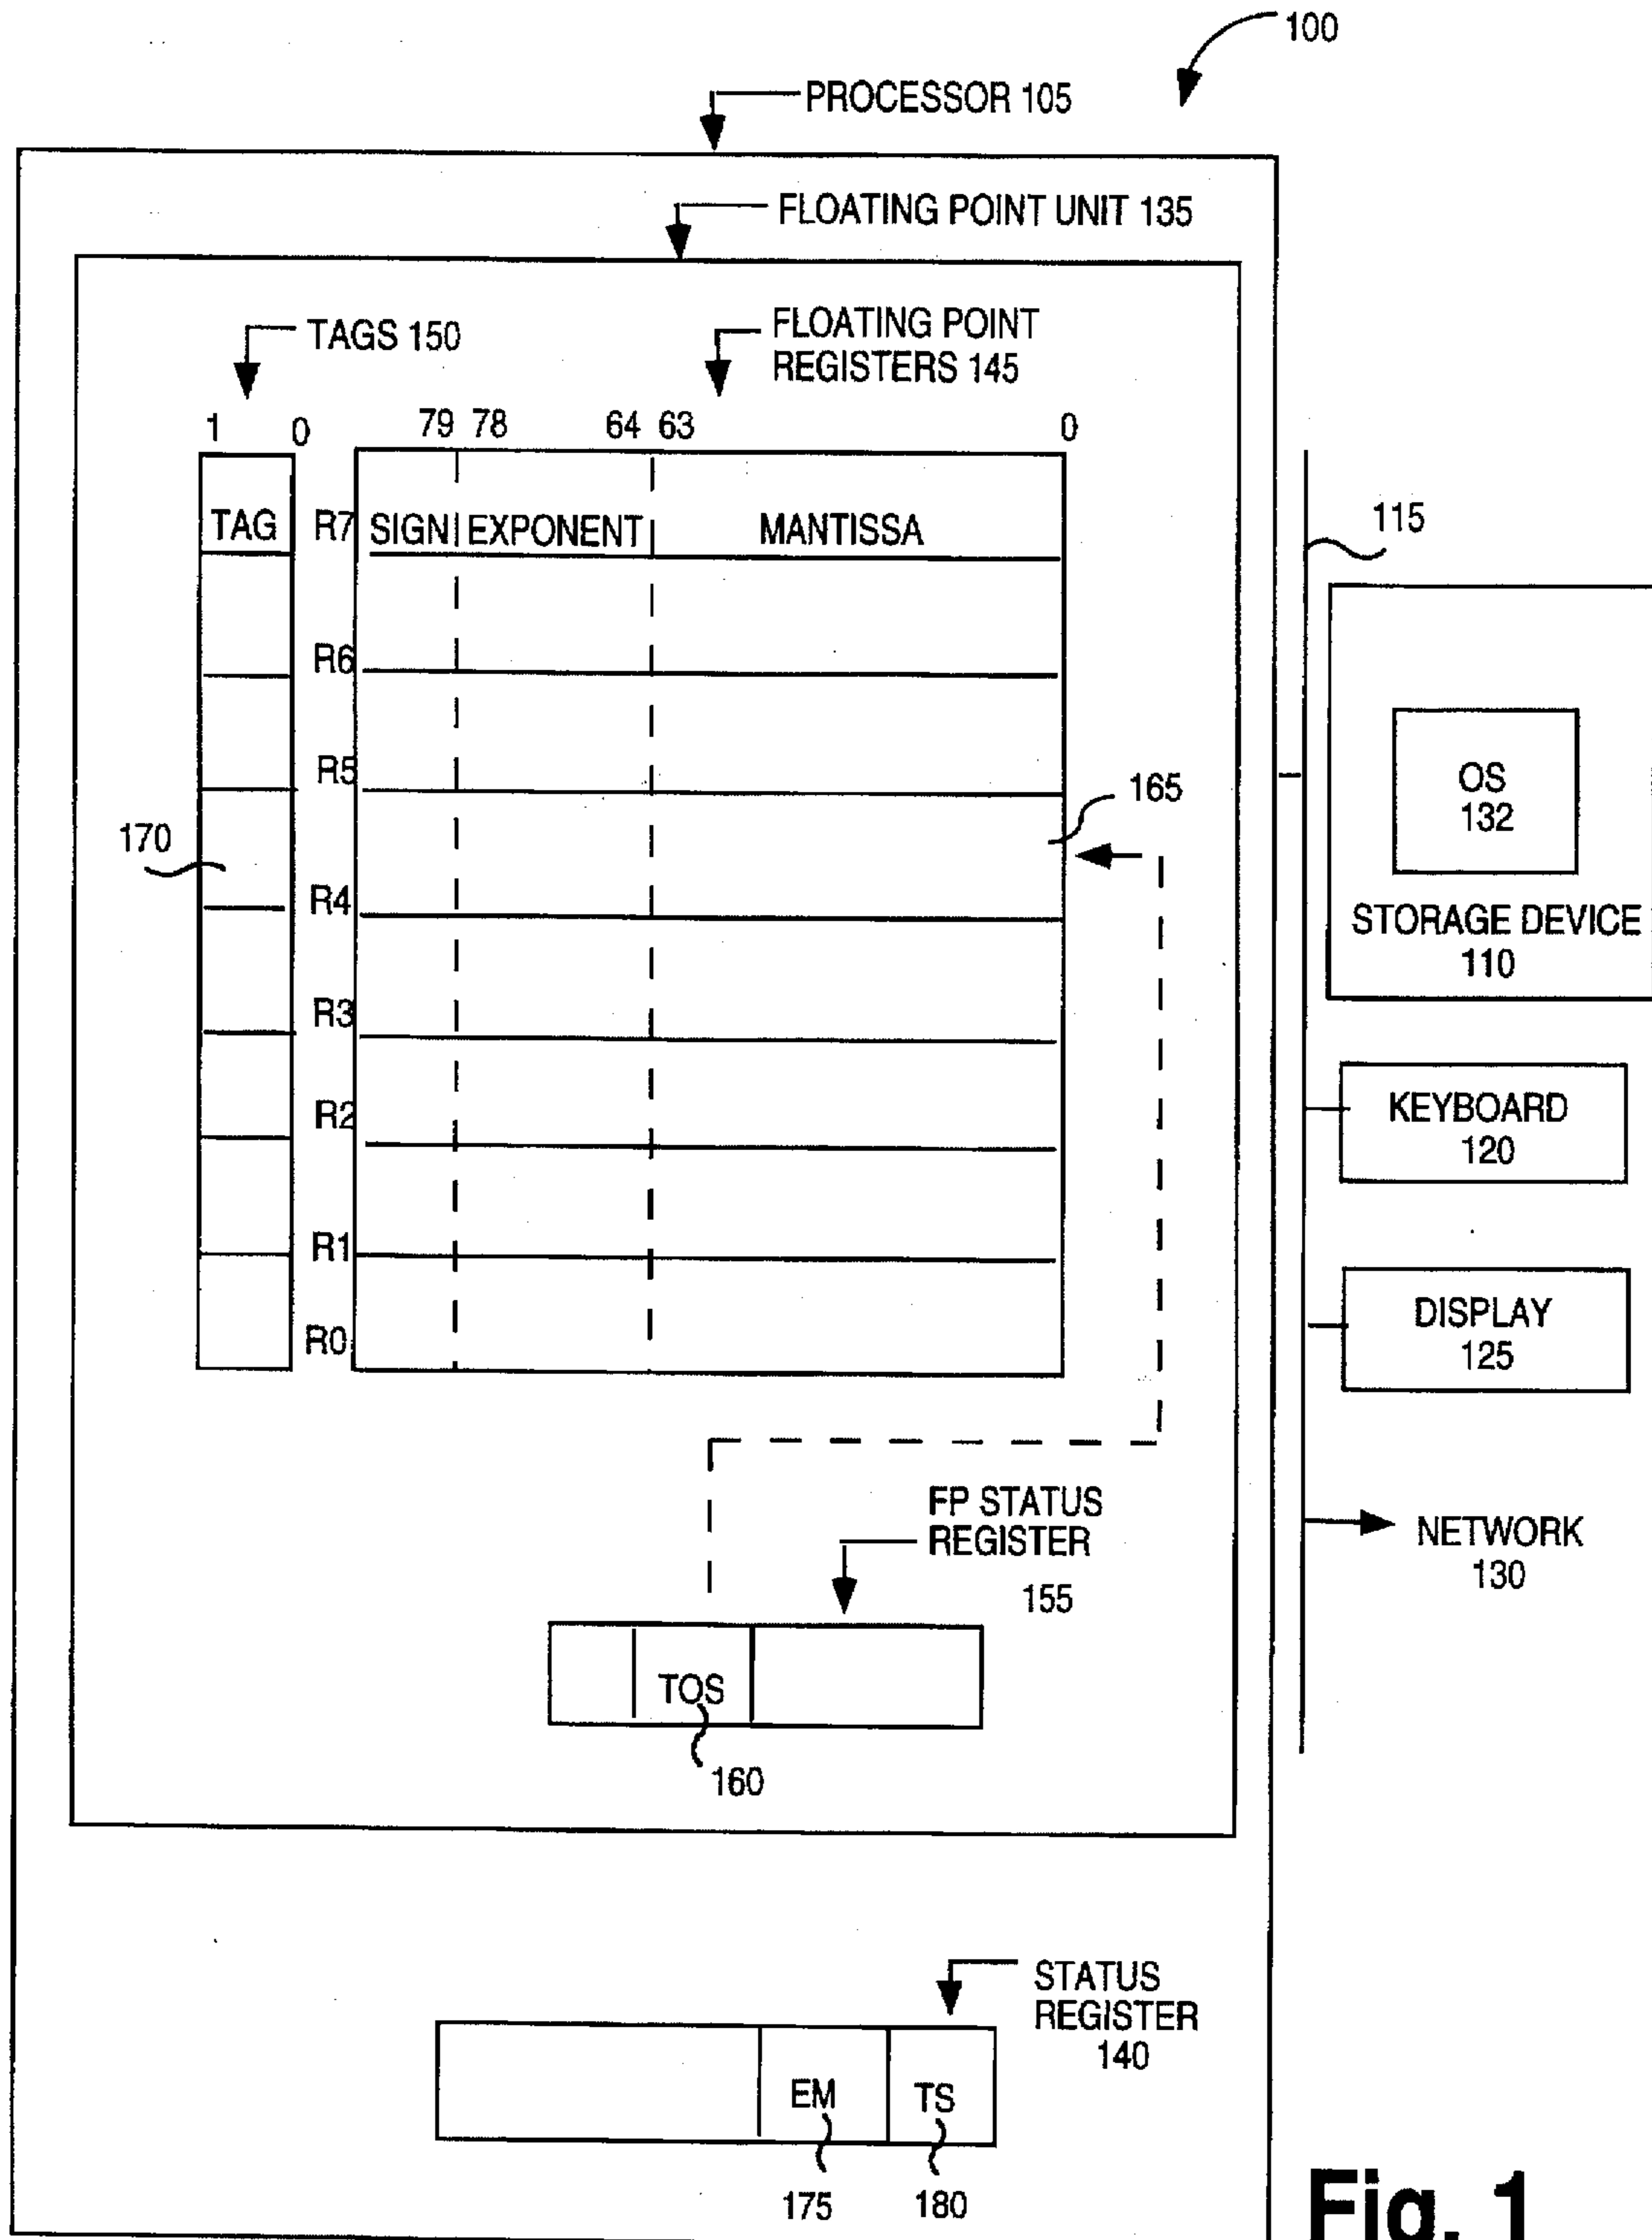 100
PROCESSOR 105
FLOATING POINT UNIT 135
TAGS 150
FLOATING POINT
REGISTERS 145
1 0 79 78 64 63 0
TAG R7 SIGN EXPONENT MANTISSA
115
R6
R5
165
OS
132
170
R4
STORAGE DEVICE
110
R3
KEYBOARD
120
R2
R1
DISPLAY
125
R0
FP STATUS
REGISTER
155
NETWORK
130
TOS
160
STATUS
REGISTER
140
EM TS
175 180
Fig. 1